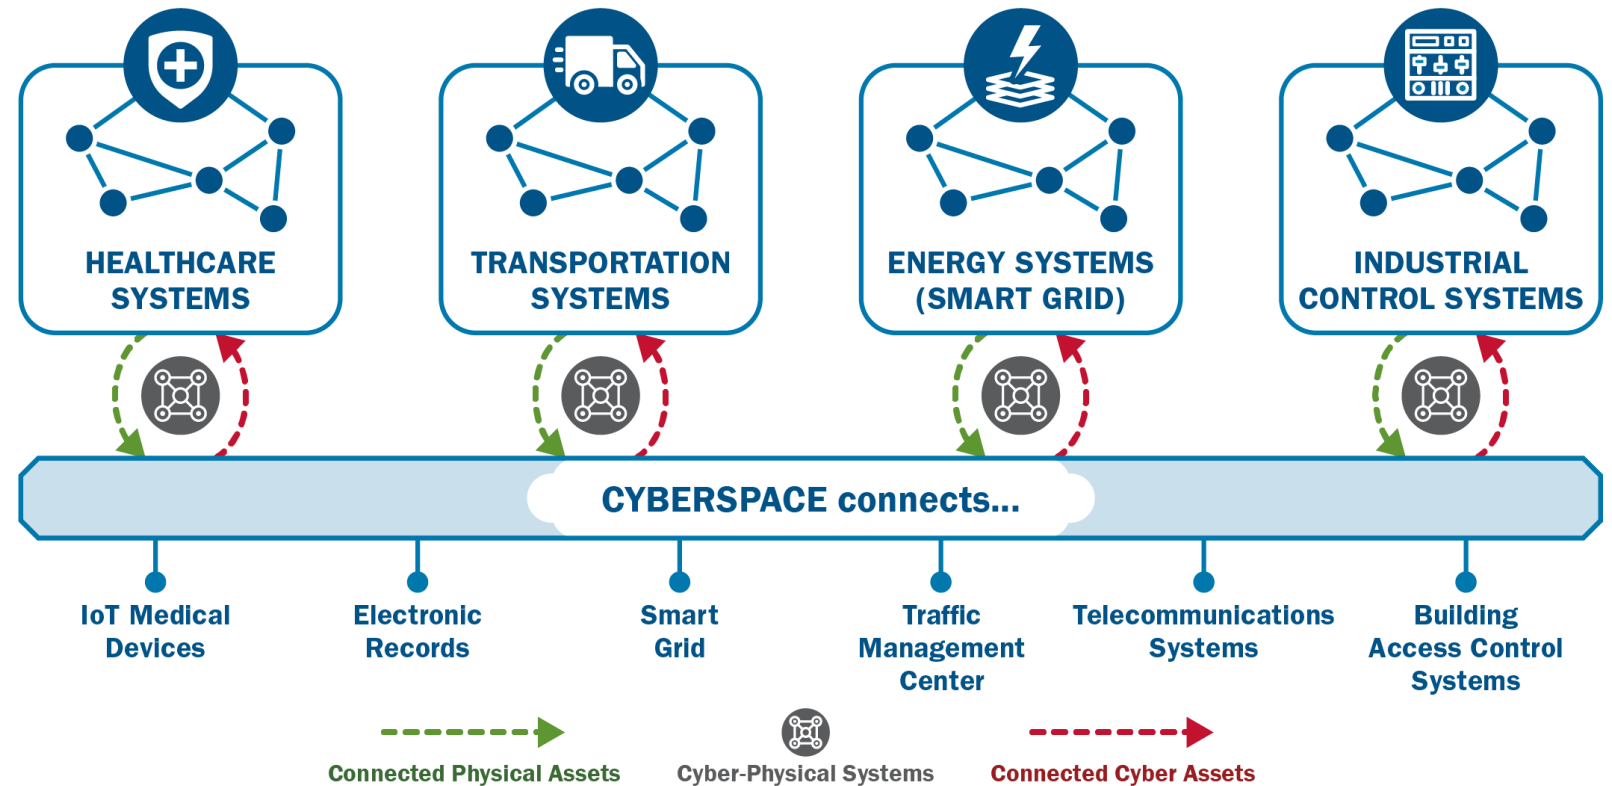 HEALTHCARE
SYSTEMS
TRANSPORTATION
SYSTEMS
ENERGY SYSTEMS
(SMART GRID)
INDUSTRIAL
CONTROL SYSTEMS
CYBERSPACE connects...
IoT Medical
Devices
Electronic
Records
Smart
Grid
Traffic
Management
Center
Telecommunications
Systems
Building
Access Control
Systems
Connected Physical Assets
Cyber-Physical Systems
Connected Cyber Assets